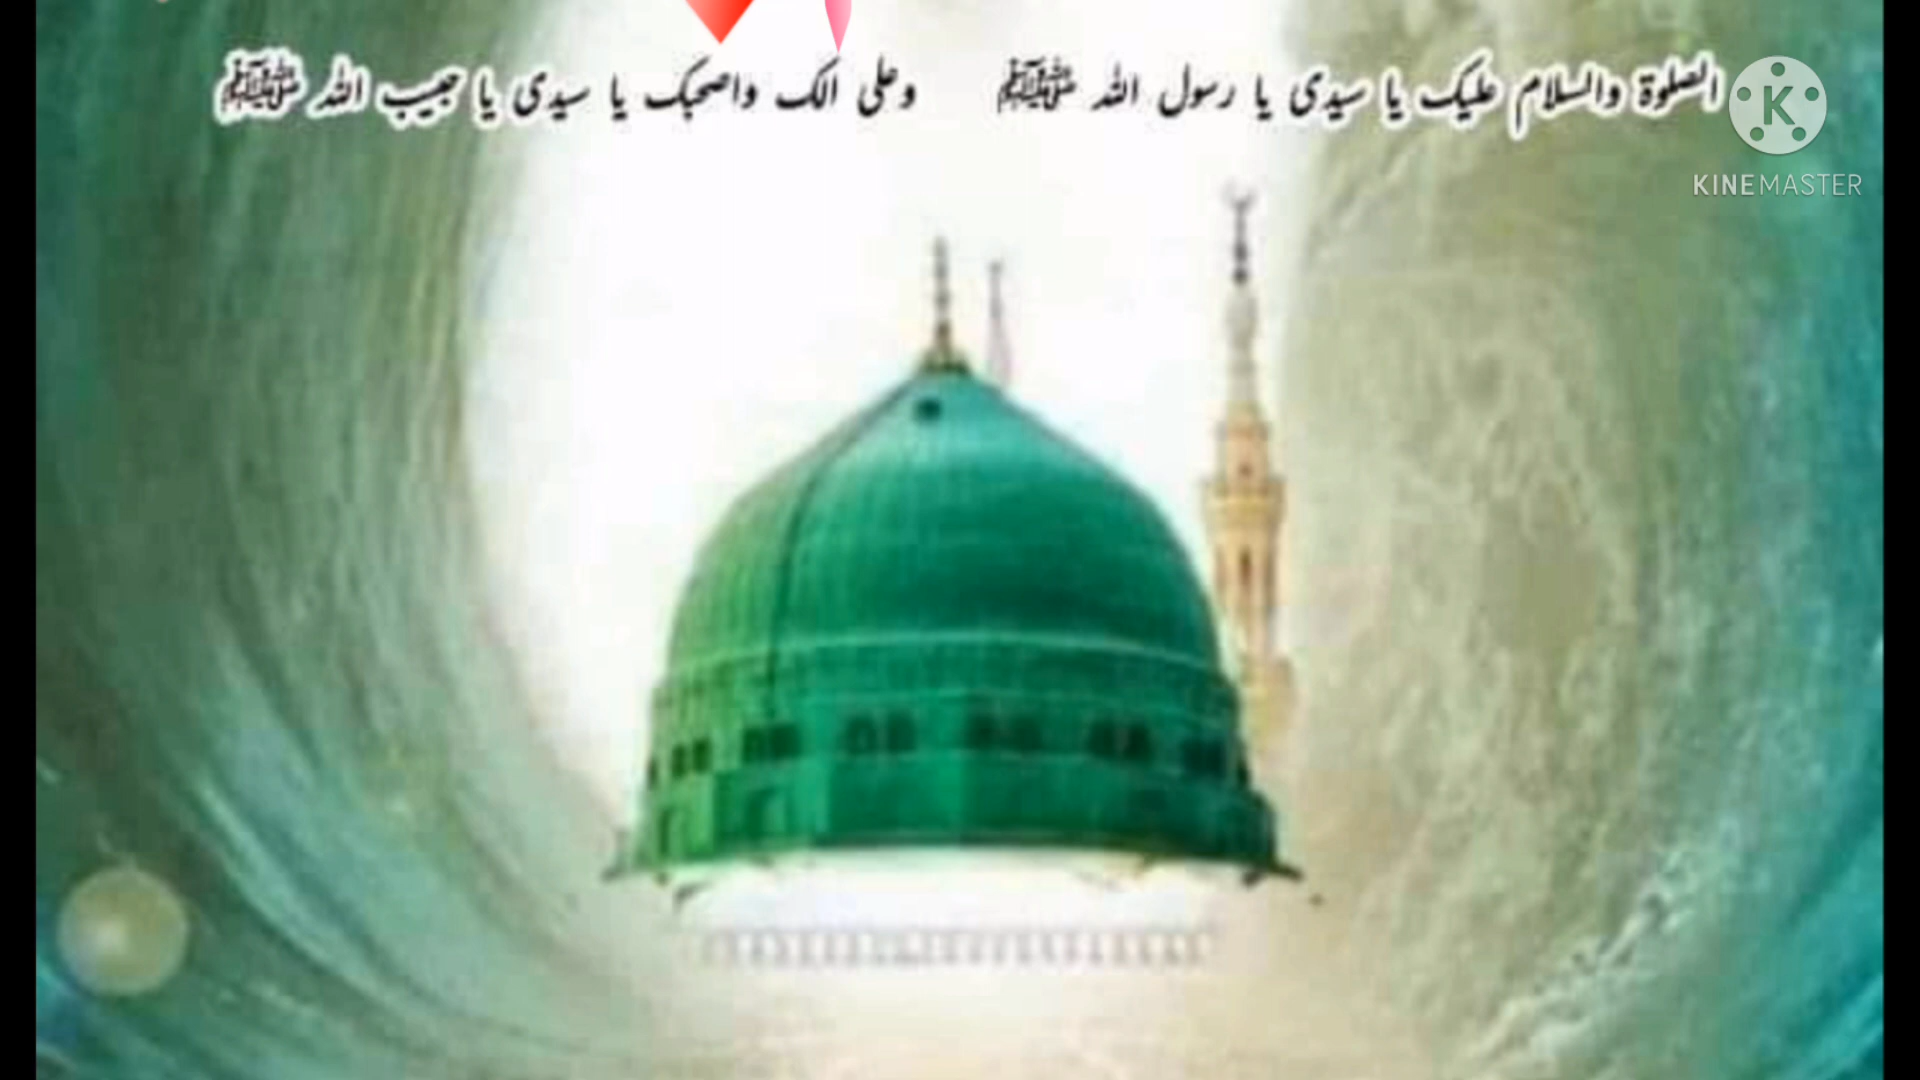 الصلوة والسلام علیک یا سیدی یا رسول اللہ ﷺ وعلی الک واصحبک یا سیدی یا حبیب اللہ ﷺ
KINEMASTER